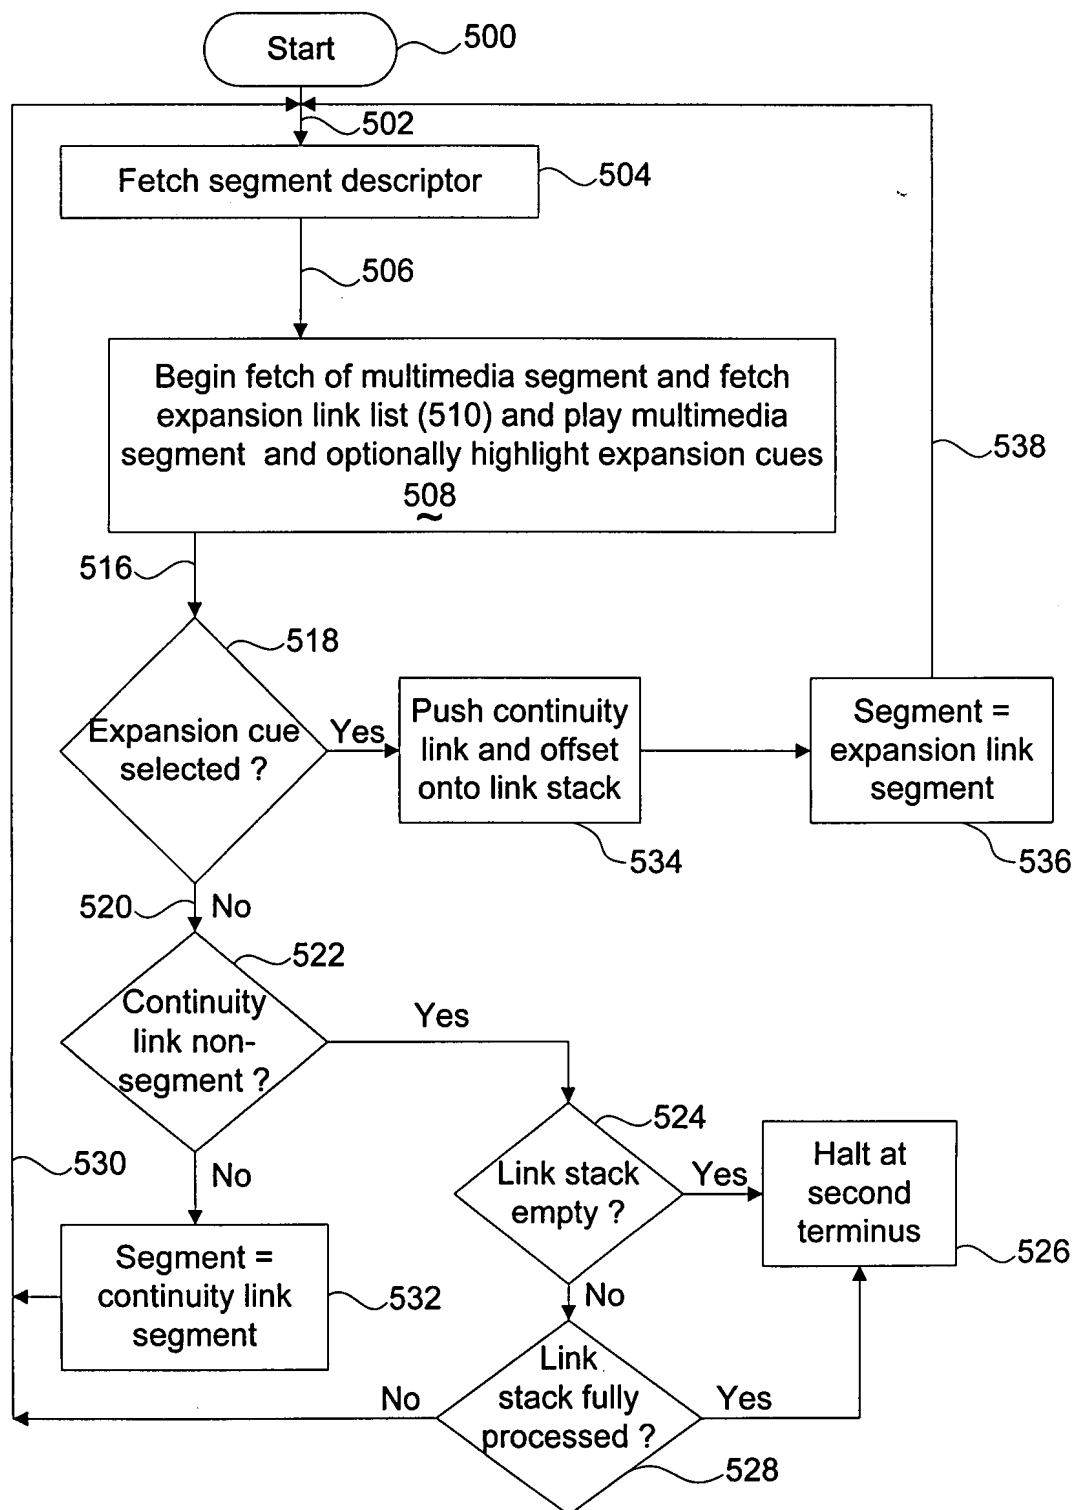 Start
500
502
Fetch segment descriptor
504
506
Begin fetch of multimedia segment and fetch
expansion link list (510) and play multimedia
segment and optionally highlight expansion cues
508
538
516
518
Expansion cue
selected ?
Yes
Push continuity
link and offset
onto link stack
534
Segment =
expansion link
segment
536
520
No
522
Continuity
link non-
segment ?
Yes
524
Link stack
empty ?
Yes
Halt at
second
terminus
526
530
No
Segment =
continuity link
segment
532
No
Link
stack fully
processed ?
No
Yes
528